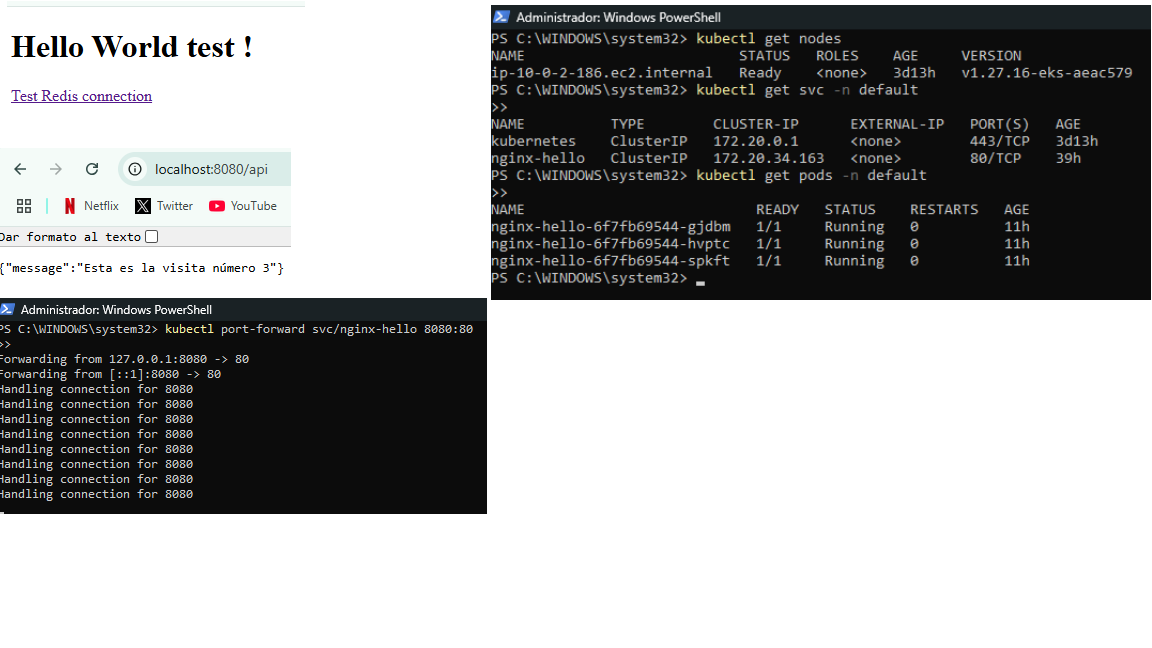 Hello World test !
Test Redis connection
localhost:8080/api
Netflix Twitter YouTube
Dar formato al texto
{"message":"Esta es la visita número 3"}
Administrador: Windows PowerShell
PS C:\WINDOWS\system32> kubectl port-forward svc/nginx-hello 8080:80
>>
Forwarding from 127.0.0.1:8080 -> 80
Forwarding from [::1]:8080 -> 80
Handling connection for 8080
Handling connection for 8080
Handling connection for 8080
Handling connection for 8080
Handling connection for 8080
Handling connection for 8080
Handling connection for 8080
Handling connection for 8080
Administrador: Windows PowerShell
PS C:\WINDOWS\system32> kubectl get nodes
NAME STATUS ROLES AGE VERSION
ip-10-0-2-186.ec2.internal Ready <none> 3d13h v1.27.16-eks-aeac579
PS C:\WINDOWS\system32> kubectl get svc -n default
>>
NAME TYPE CLUSTER-IP EXTERNAL-IP PORT(S) AGE
kubernetes ClusterIP 172.20.0.1 <none> 443/TCP 3d13h
nginx-hello ClusterIP 172.20.34.163 <none> 80/TCP 39h
PS C:\WINDOWS\system32> kubectl get pods -n default
>>
NAME READY STATUS RESTARTS AGE
nginx-hello-6f7fb69544-gjdbm 1/1 Running 0 11h
nginx-hello-6f7fb69544-hvptc 1/1 Running 0 11h
nginx-hello-6f7fb69544-spkft 1/1 Running 0 11h
PS C:\WINDOWS\system32>